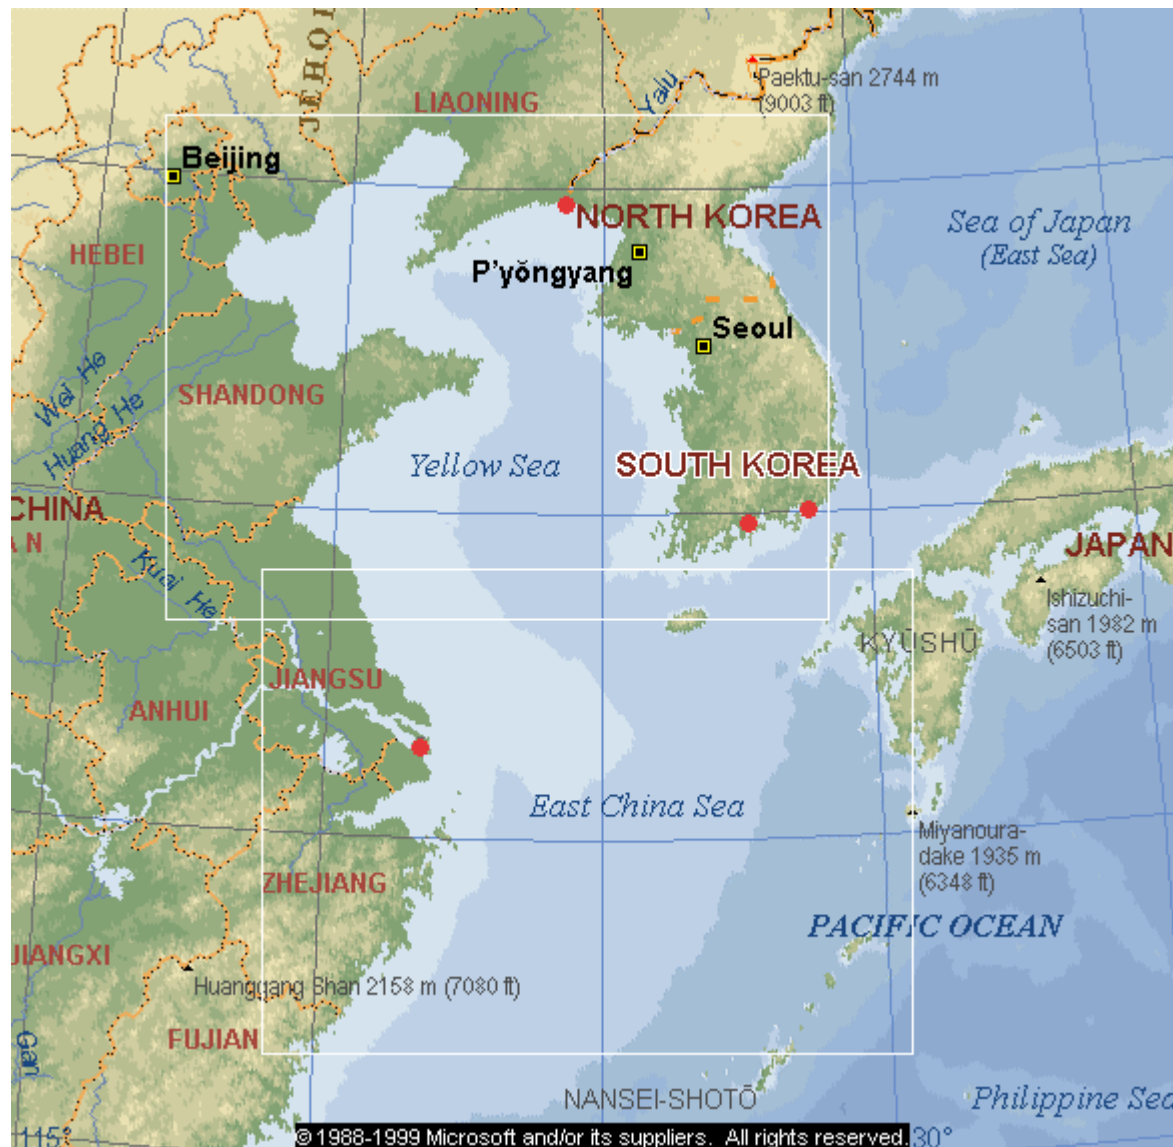 JEHOL
LIAONING
Yalu
Paektu-san 2744 m
(9003 ft)
Beijing
NORTH KOREA
Sea of Japan
(East Sea)
HEBEI
P'yŏngyang
Seoul
Wei He
SHANDONG
Huang He
Yellow Sea
SOUTH KOREA
CHINA
A N
JAPAN
Kuai He
Ishizuchi-
san 1982 m
(6503 ft)
KYŪSHŪ
JIANGSU
ANHUI
East China Sea
Miyanoura-
dake 1935 m
(6348 ft)
ZHEJIANG
PACIFIC OCEAN
JIANGXI
Huanggang Shan 2158 m (7080 ft)
FUJIAN
Gan
NANSEI-SHOTŌ
Philippine Sea
115°
© 1988-1999 Microsoft and/or its suppliers. All rights reserved.
30°